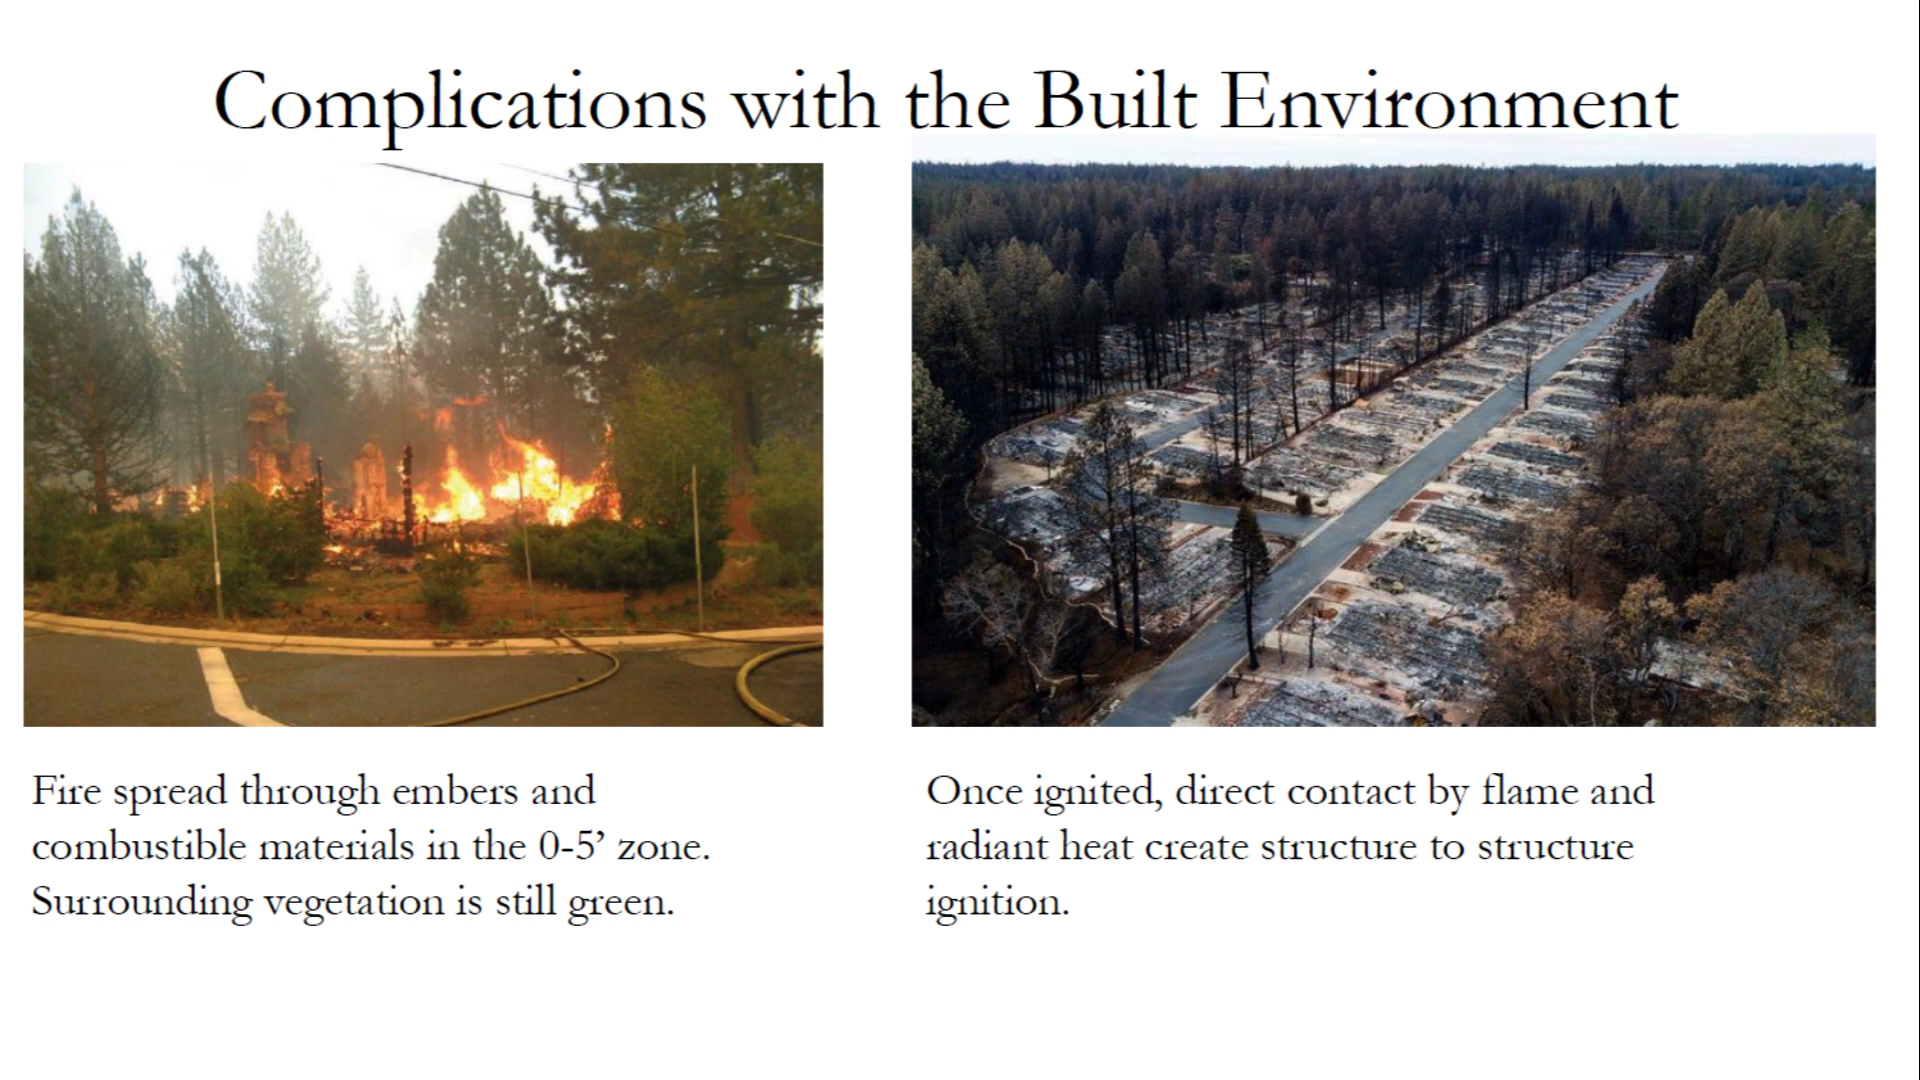 Complications with the Built Environment
Fire spread through embers and
combustible materials in the 0-5’ zone.
Surrounding vegetation is still green.
Once ignited, direct contact by flame and
radiant heat create structure to structure
ignition.